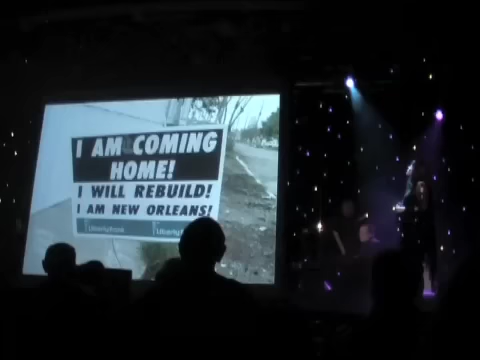 I AM COMING
HOME!
I WILL REBUILD!
I AM NEW ORLEANS!